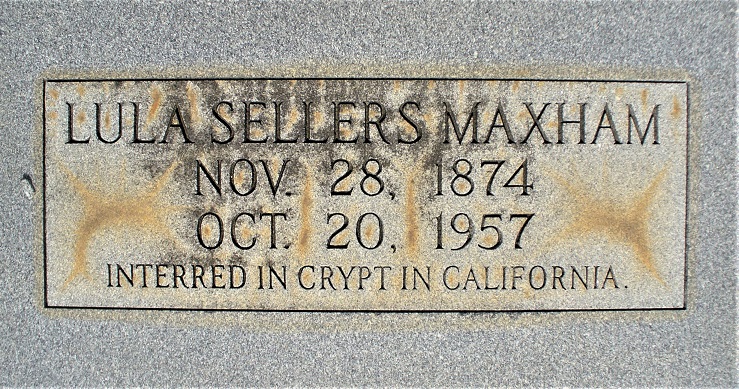 LULA SELLERS MAXHAM
NOV. 28, 1874
OCT. 20, 1957
INTERRED IN CRYPT IN CALIFORNIA.